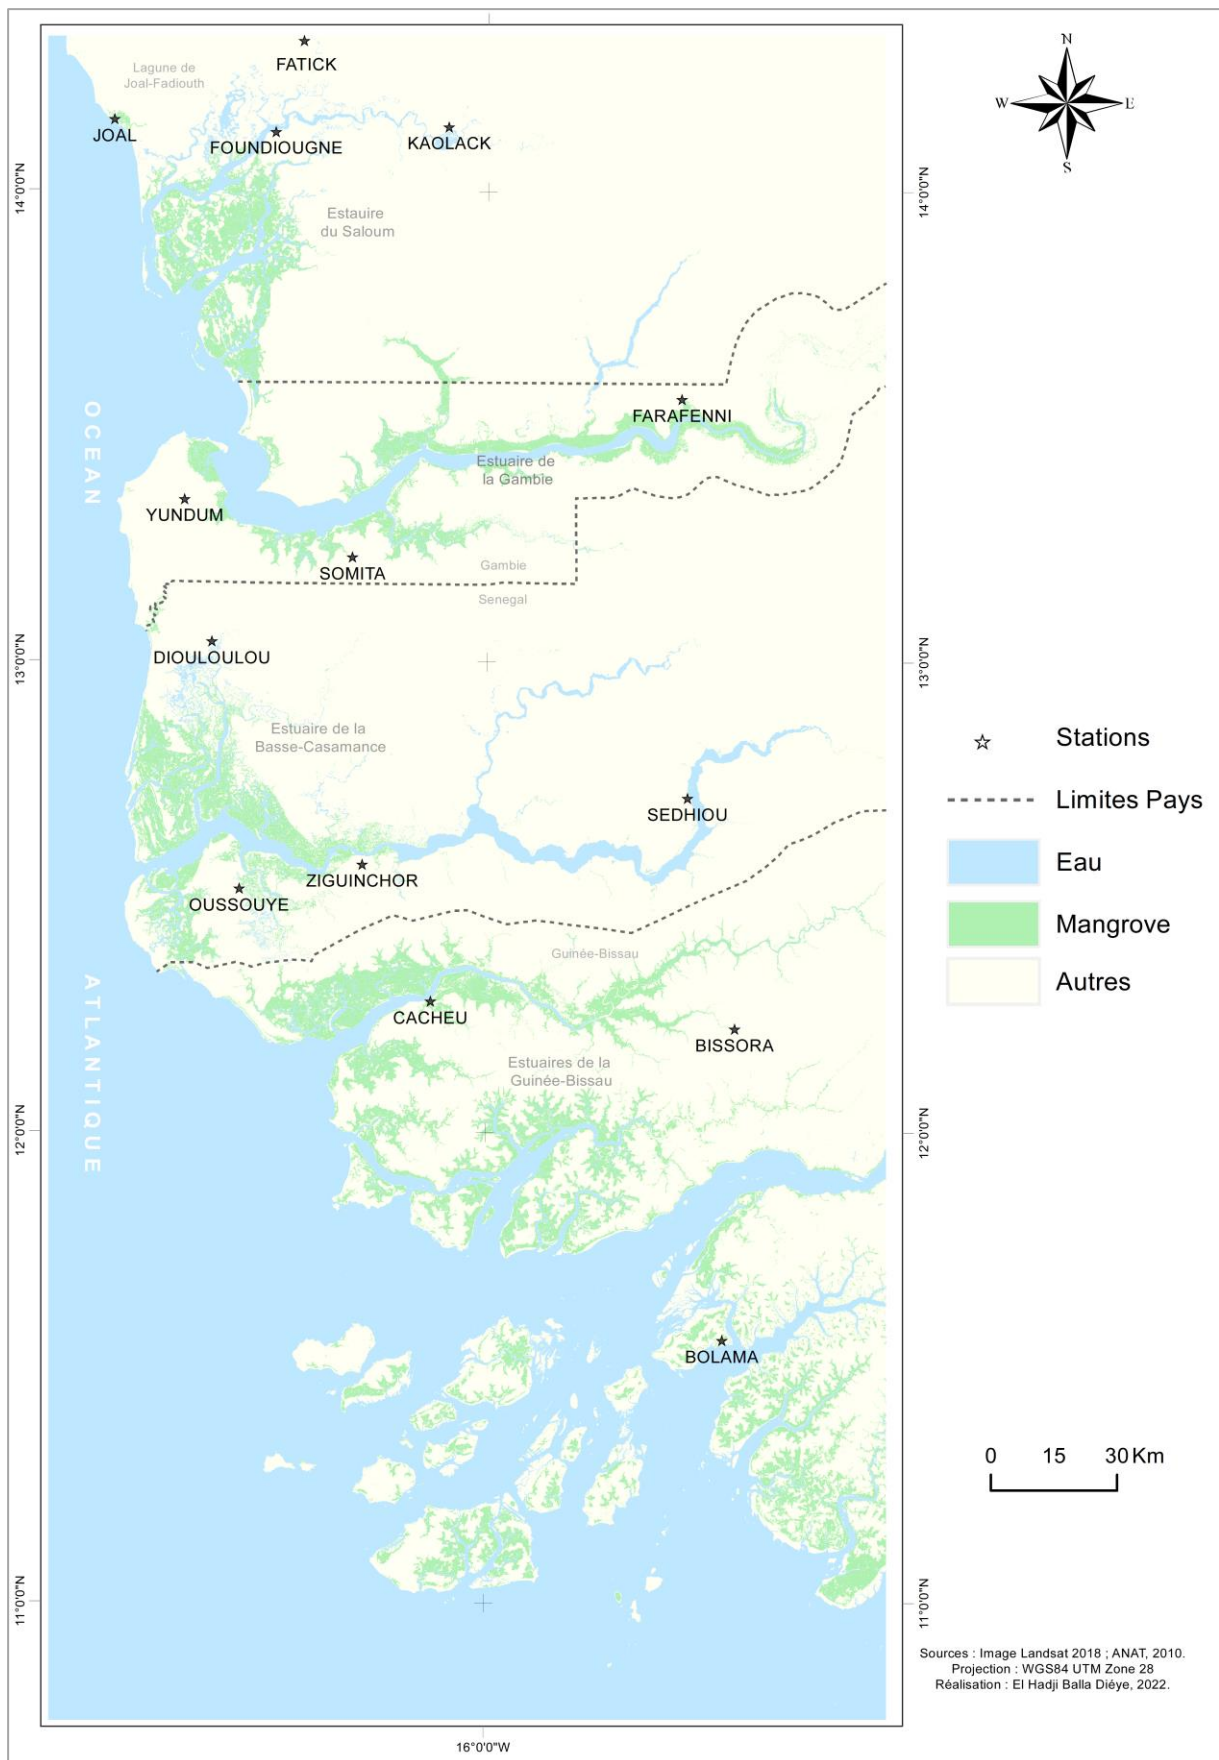 FATICK
Lagune de
Joal-Fadiouth
JOAL
FOUNDIOUGNE
KAOLACK
14°0'0"N
14°0'0"N
Estauire
du Saloum
OCEAN
FARAFENNI
Estuaire de
la Gambie
YUNDUM
SOMITA
Gambie
Senegal
DIOULOULOU
13°0'0"N
13°0'0"N
Estuaire de la
Basse-Casamance
SEDHIOU
ZIGUINCHOR
OUSSOUYE
Guinée-Bissau
ATLANTIQUE
CACHEU
BISSORA
Estuaires de la
Guinée-Bissau
12°0'0"N
12°0'0"N
BOLAMA
11°0'0"N
11°0'0"N
16°0'0"W
N
W
E
S
Stations
Limites Pays
Eau
Mangrove
Autres
0 15 30 Km
Sources : Image Landsat 2018 ; ANAT, 2010.
Projection : WGS84 UTM Zone 28
Réalisation : El Hadji Balla Diéye, 2022.